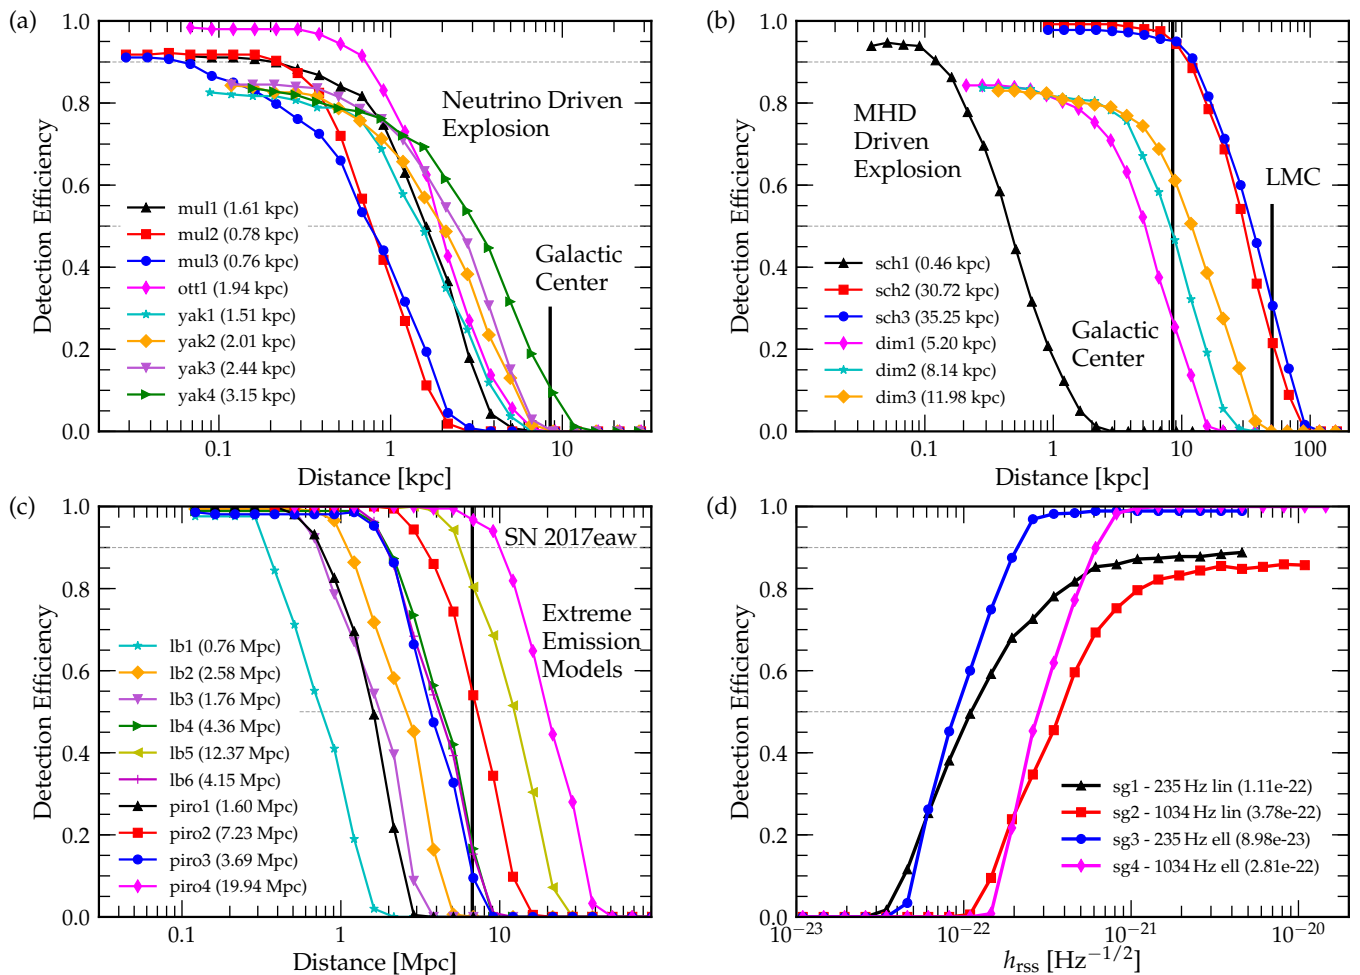 (a)
1.0
0.8
0.6
0.4
0.2
0.0
Detection Efficiency
Neutrino Driven
Explosion
mul1 (1.61 kpc)
mul2 (0.78 kpc)
mul3 (0.76 kpc)
ott1 (1.94 kpc)
yak1 (1.51 kpc)
yak2 (2.01 kpc)
yak3 (2.44 kpc)
yak4 (3.15 kpc)
Galactic
Center
0.1 1 10
Distance [kpc]
(b)
1.0
0.8
0.6
0.4
0.2
0.0
Detection Efficiency
MHD
Driven
Explosion
LMC
sch1 (0.46 kpc)
sch2 (30.72 kpc)
sch3 (35.25 kpc)
dim1 (5.20 kpc)
dim2 (8.14 kpc)
dim3 (11.98 kpc)
Galactic
Center
0.1 1 10 100
Distance [kpc]
(c)
1.0
0.8
0.6
0.4
0.2
0.0
Detection Efficiency
SN 2017eaw
Extreme
Emission
Models
lb1 (0.76 Mpc)
lb2 (2.58 Mpc)
lb3 (1.76 Mpc)
lb4 (4.36 Mpc)
lb5 (12.37 Mpc)
lb6 (4.15 Mpc)
piro1 (1.60 Mpc)
piro2 (7.23 Mpc)
piro3 (3.69 Mpc)
piro4 (19.94 Mpc)
0.1 1 10
Distance [Mpc]
(d)
1.0
0.8
0.6
0.4
0.2
0.0
Detection Efficiency
sg1 - 235 Hz lin (1.11e-22)
sg2 - 1034 Hz lin (3.78e-22)
sg3 - 235 Hz ell (8.98e-23)
sg4 - 1034 Hz ell (2.81e-22)
10⁻²³ 10⁻²² 10⁻²¹ 10⁻²⁰
h_rss [Hz⁻¹/²]